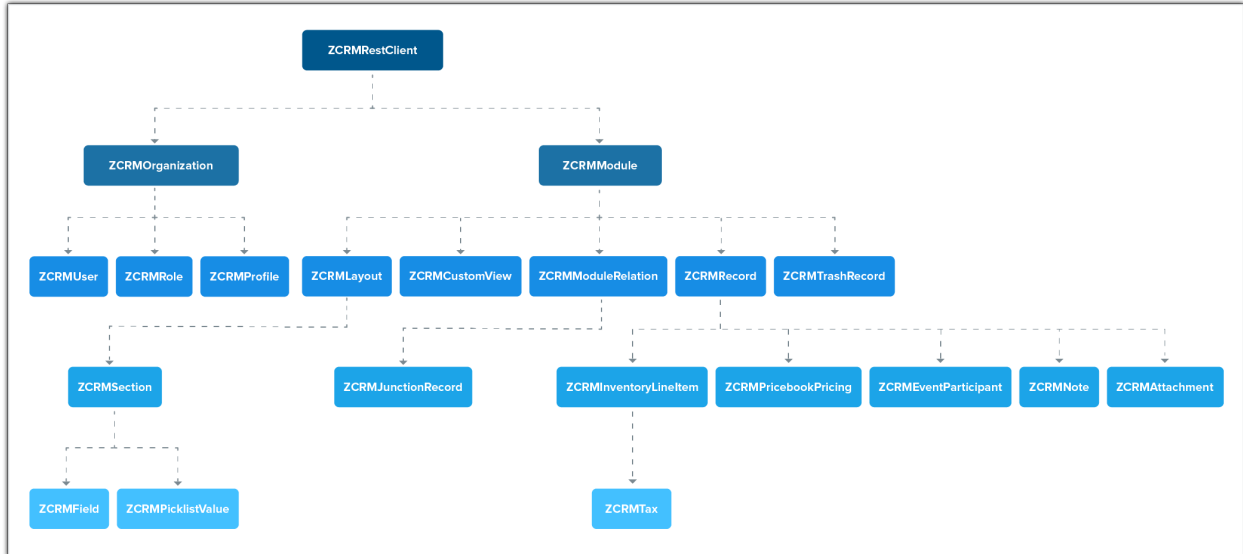 ZCRMRestClient
ZCRMOrganization
ZCRMModule
ZCRMUser
ZCRMRole
ZCRMProfile
ZCRMLayout
ZCRMCustomView
ZCRMModuleRelation
ZCRMRecord
ZCRMTrashRecord
ZCRMSection
ZCRMJunctionRecord
ZCRMInventoryLineItem
ZCRMPricebookPricing
ZCRMEventParticipant
ZCRMNote
ZCRMAttachment
ZCRMField
ZCRMPicklistValue
ZCRMTax